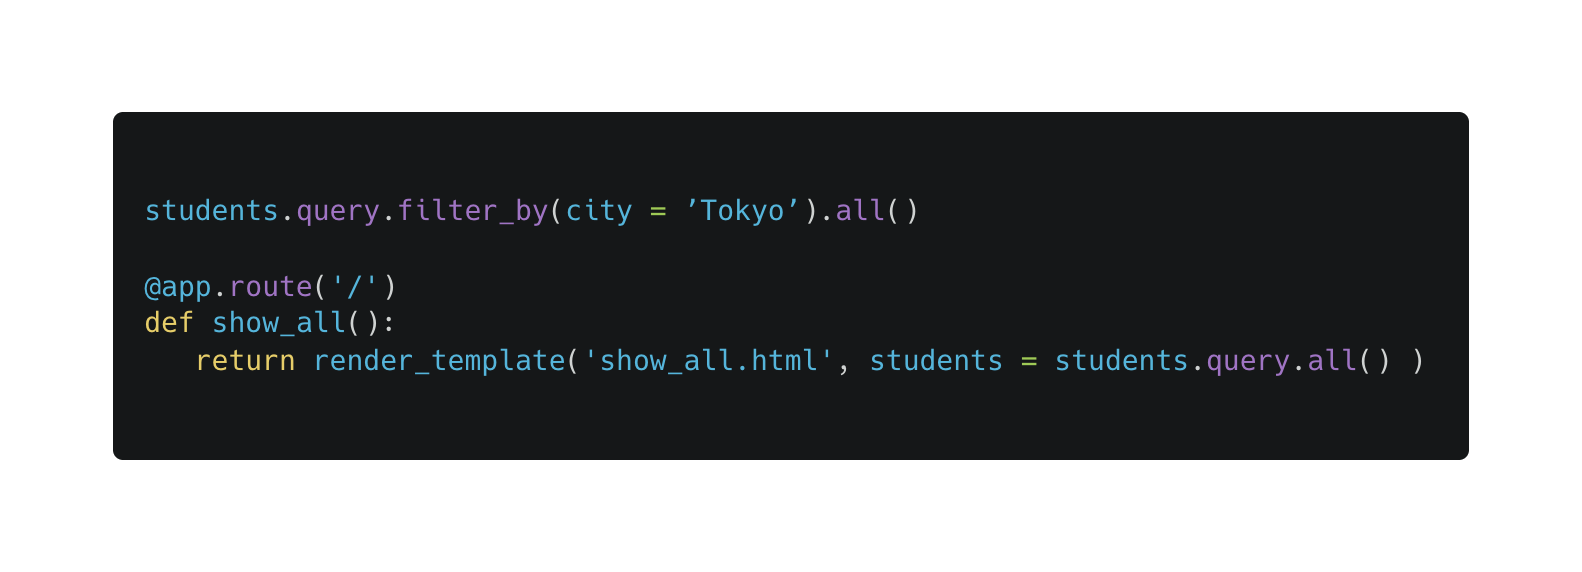 students.query.filter_by(city = ’Tokyo’).all()
@app.route('/')
def show_all():
   return render_template('show_all.html', students = students.query.all() )